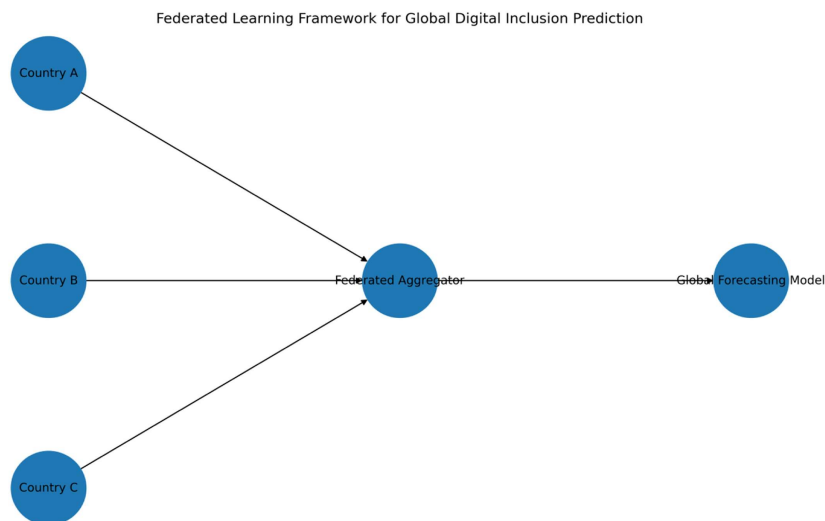 Federated Learning Framework for Global Digital Inclusion Prediction
Country A
Country B
Federated Aggregator
Global Forecasting Model
Country C